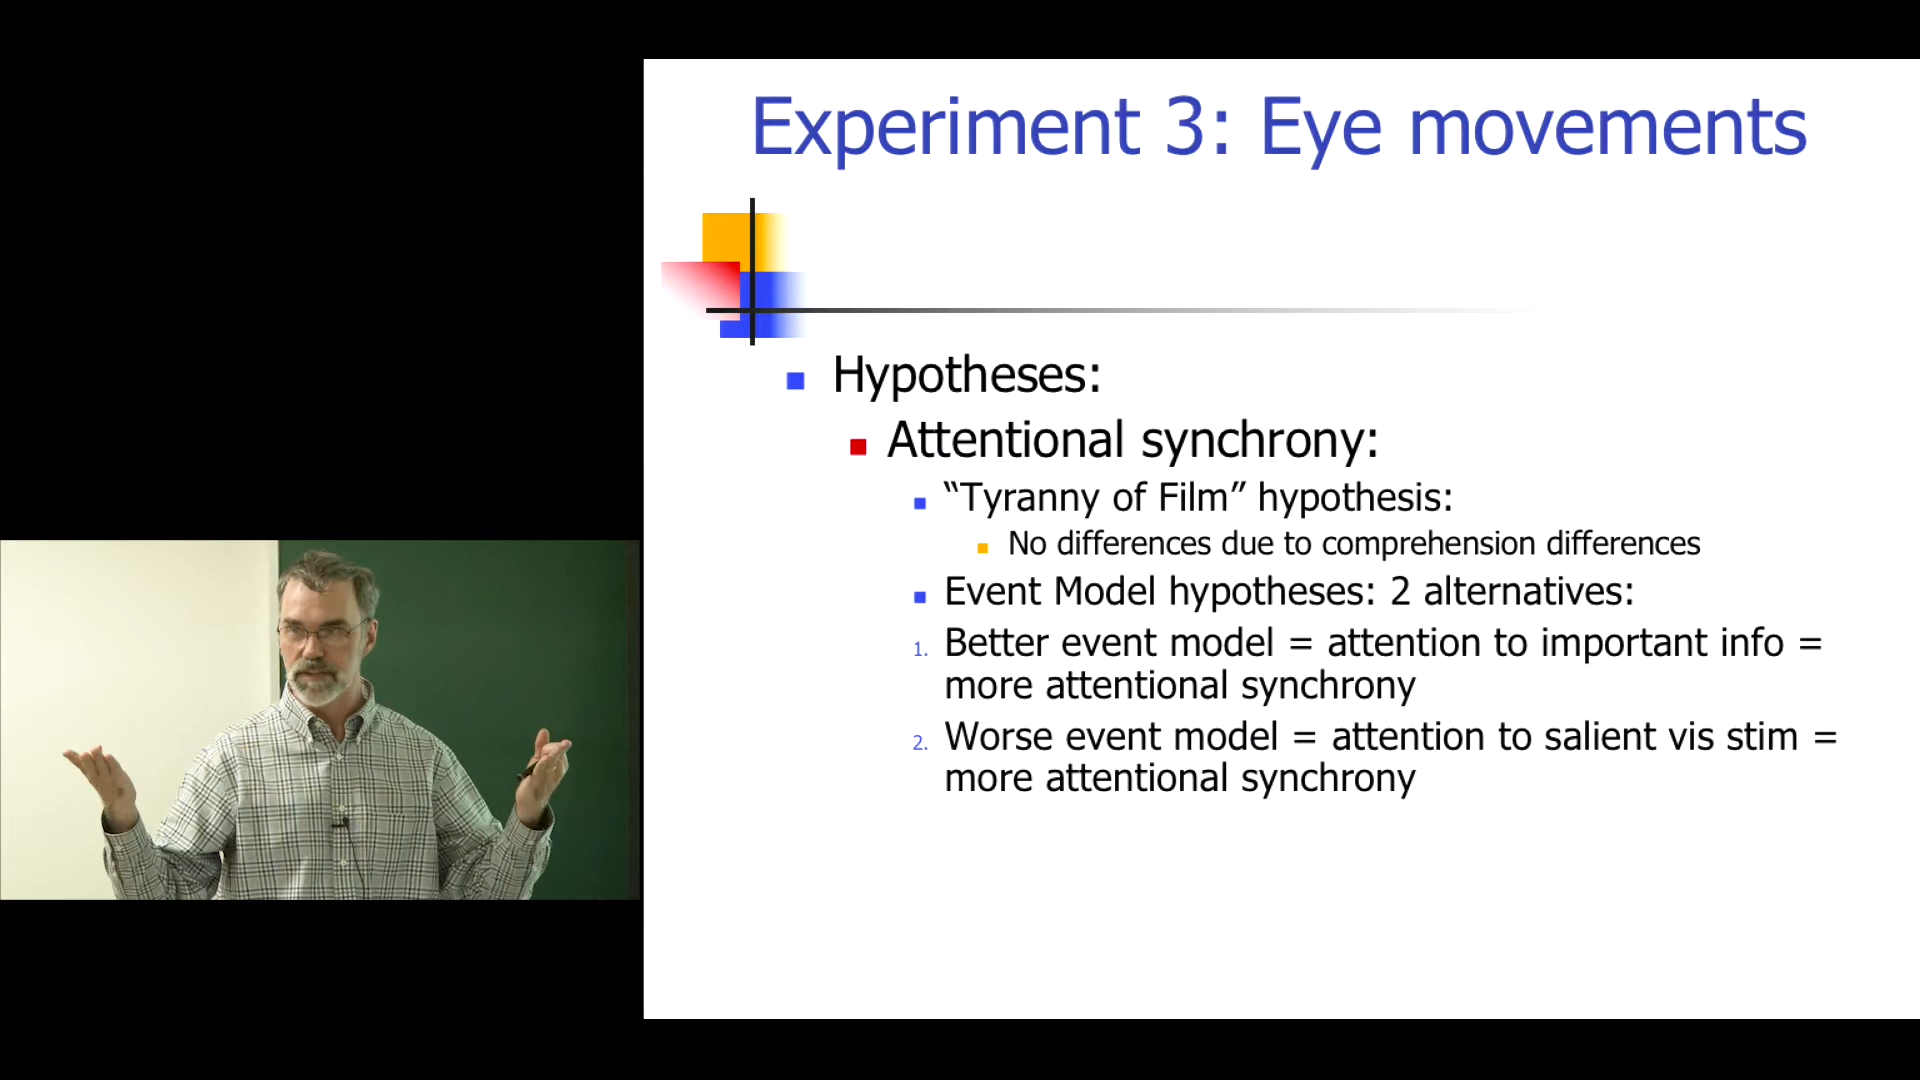 Experiment 3: Eye movements
Hypotheses:
Attentional synchrony:
“Tyranny of Film” hypothesis:
No differences due to comprehension differences
Event Model hypotheses: 2 alternatives:
1. Better event model = attention to important info =
more attentional synchrony
2. Worse event model = attention to salient vis stim =
more attentional synchrony